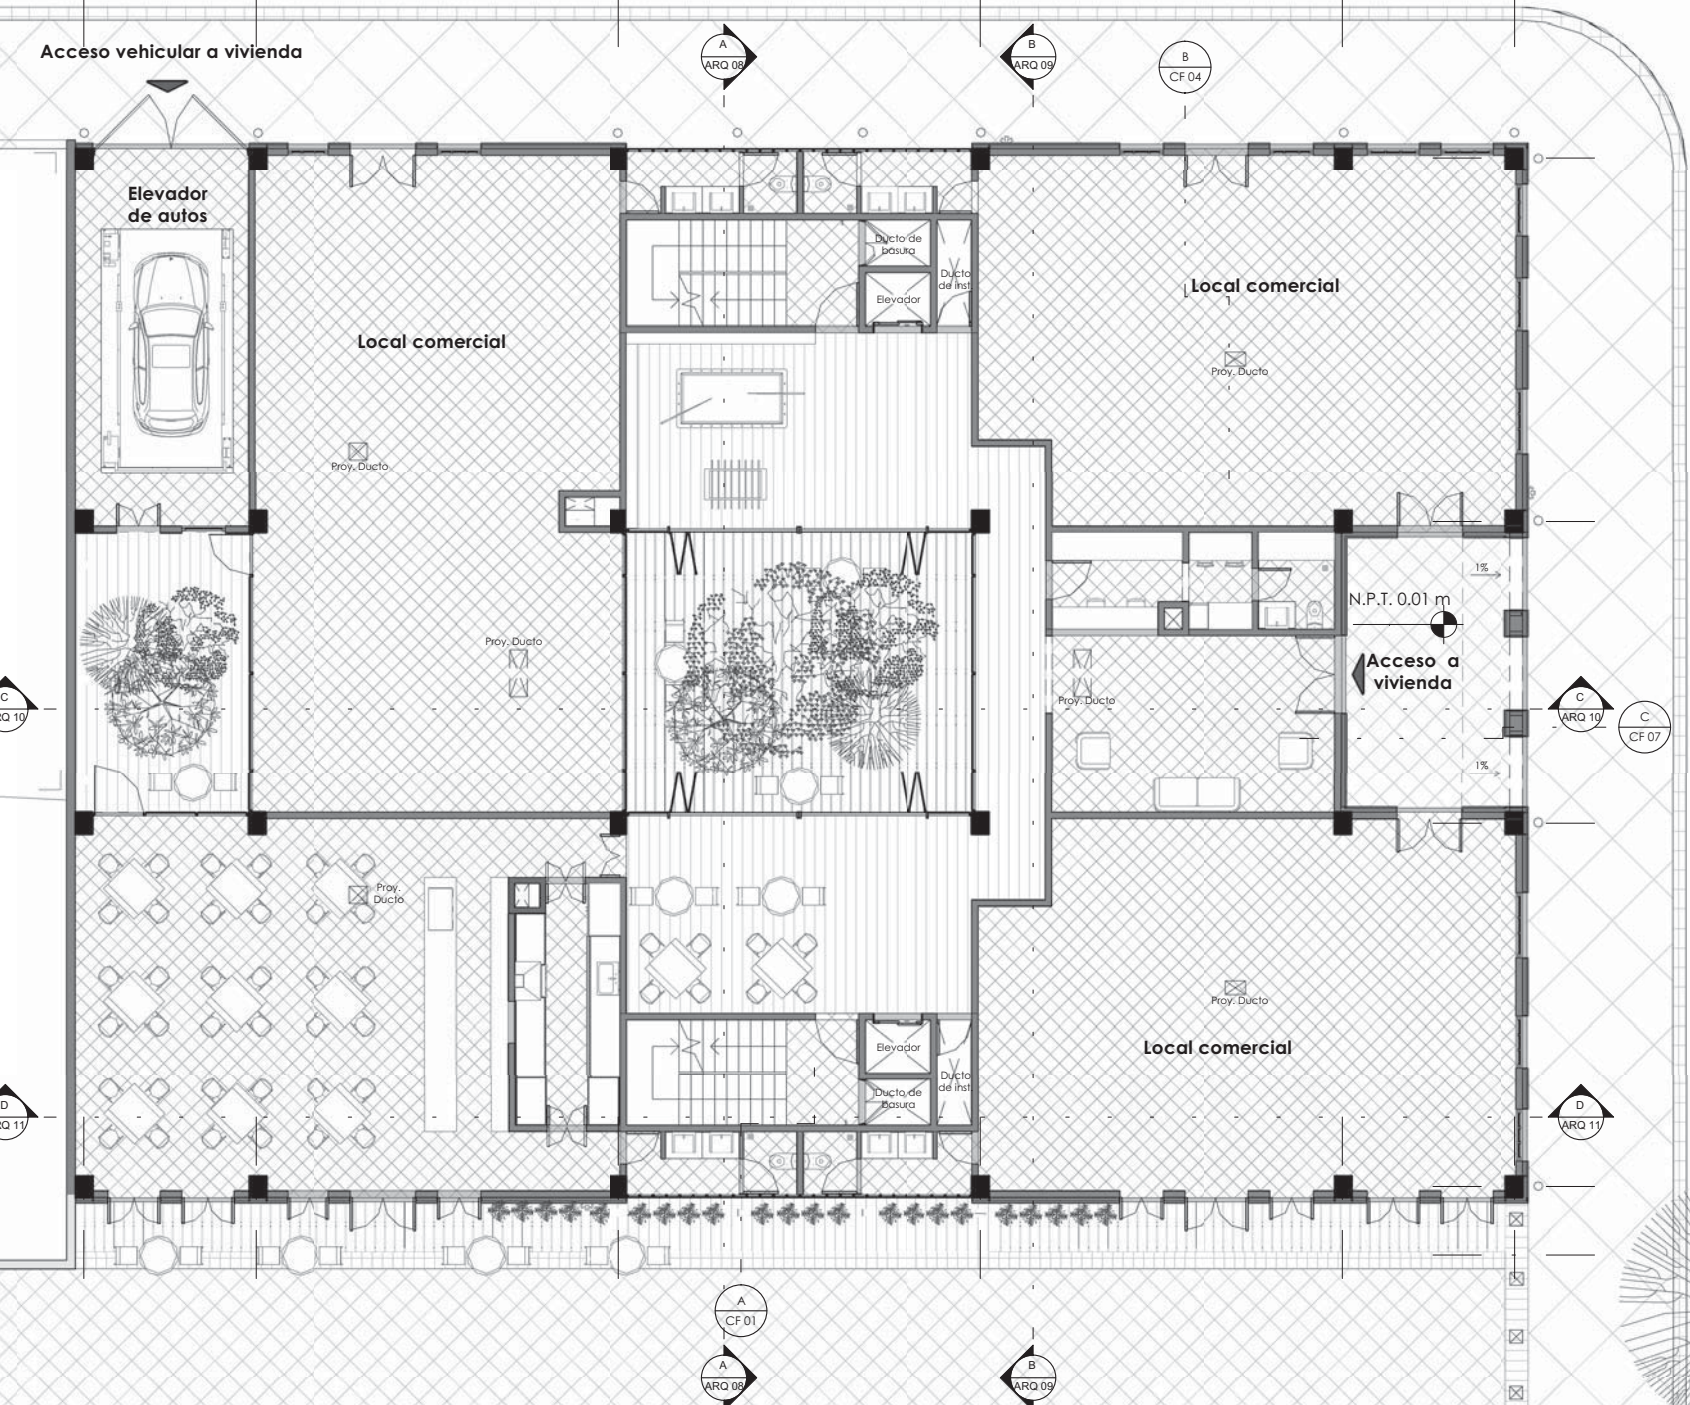 Acceso vehicular a vivienda
A
ARQ 08
B
ARQ 09
B
CF 04
Elevador
de autos
Ducto de
basura
Ducto
de inst.
Elevador
Local comercial
Local comercial
Proy. Ducto
Proy. Ducto
1%
N.P.T. 0.01 m
Proy. Ducto
Acceso a
vivienda
Proy. Ducto
C
RQ 10
C
ARQ 10
C
CF 07
1%
Proy.
Ducto
Proy. Ducto
Elevador
Local comercial
Ducto
de inst.
Ducto de
basura
D
RQ 11
D
ARQ 11
A
CF 01
A
ARQ 08
B
ARQ 09